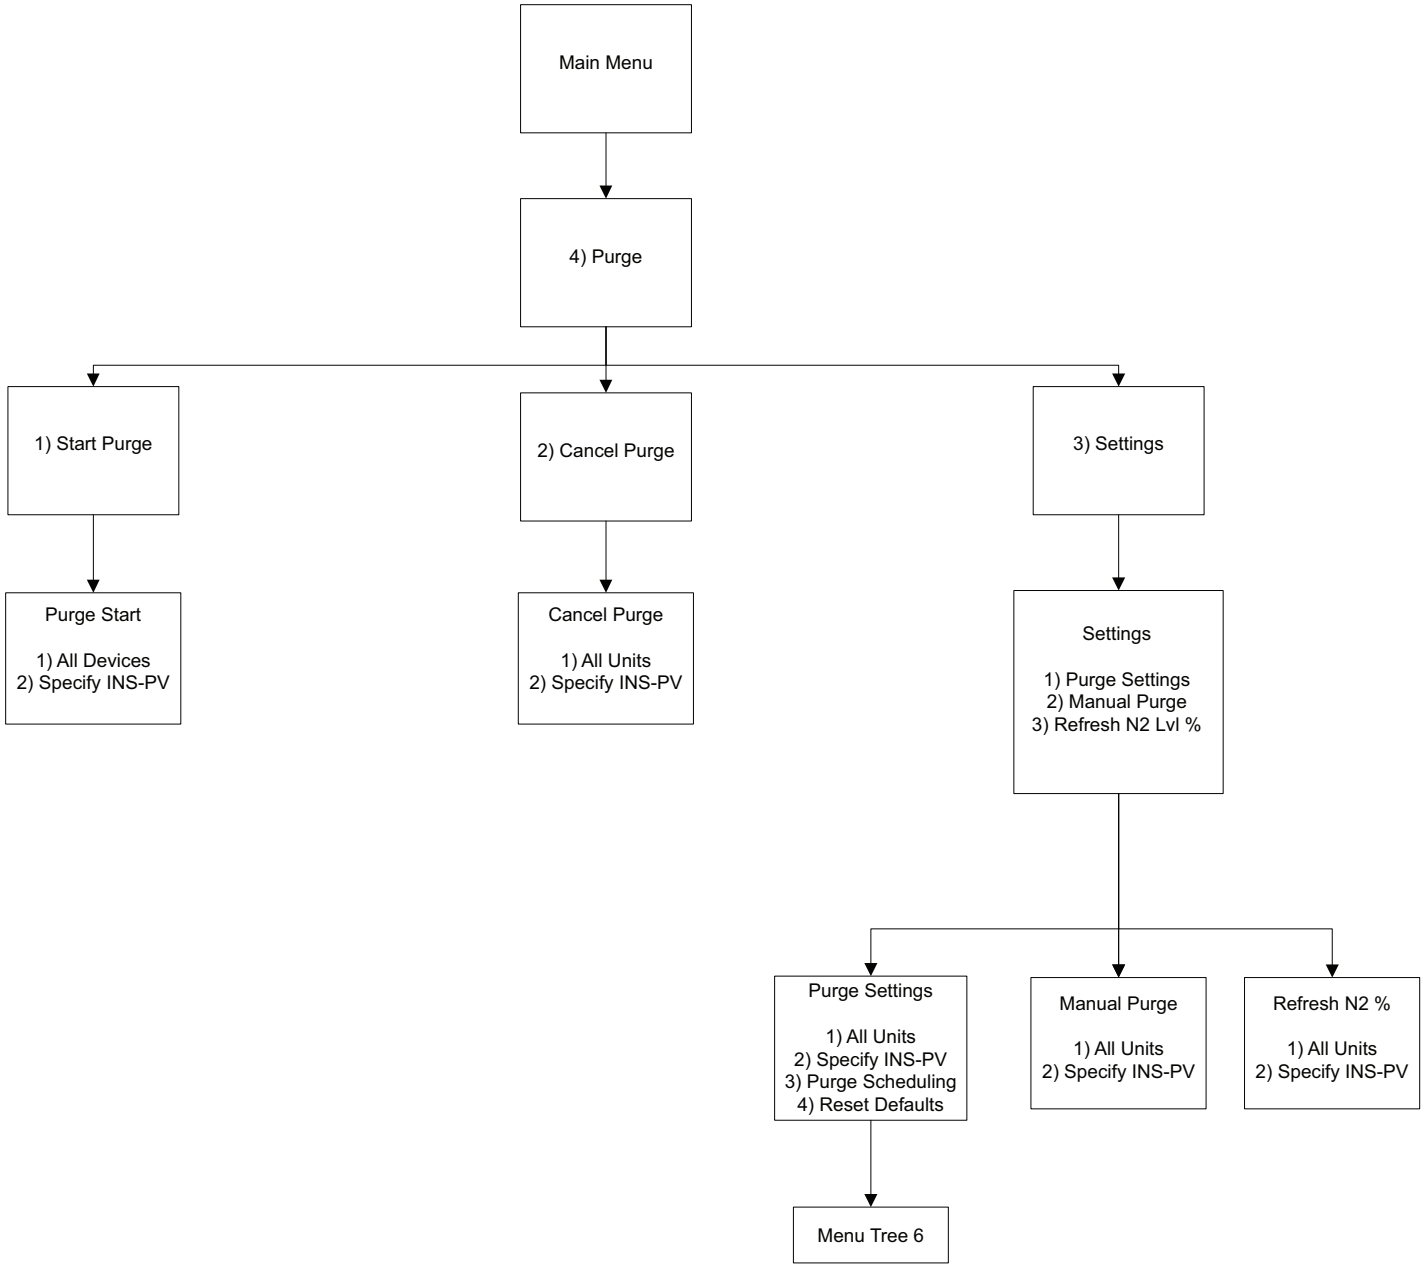 Main Menu
4) Purge
1) Start Purge
2) Cancel Purge
3) Settings
Purge Start
1) All Devices
2) Specify INS-PV
Cancel Purge
1) All Units
2) Specify INS-PV
Settings
1) Purge Settings
2) Manual Purge
3) Refresh N2 Lvl %
Purge Settings
1) All Units
2) Specify INS-PV
3) Purge Scheduling
4) Reset Defaults
Manual Purge
1) All Units
2) Specify INS-PV
Refresh N2 %
1) All Units
2) Specify INS-PV
Menu Tree 6